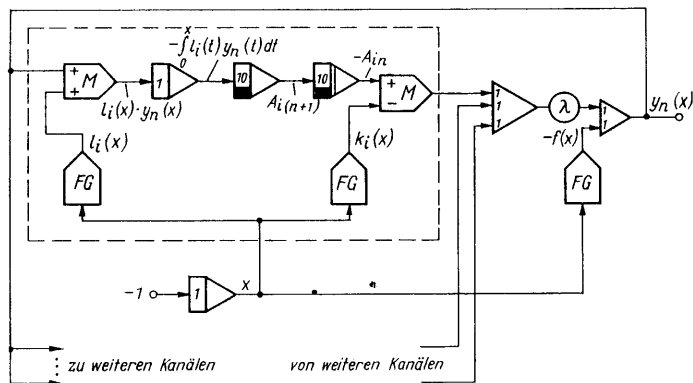 -∫₀ˣ l_i(t) y_n(t) dt
-A_in
+
+
M
1
10
10
+
−
M
l_i(x)·y_n(x)
A_i(n+1)
1
1
1
λ
1
1
y_n(x)
l_i(x)
k_i(x)
-f(x)
FG
FG
FG
-1
1
x
zu weiteren Kanälen
von weiteren Kanälen